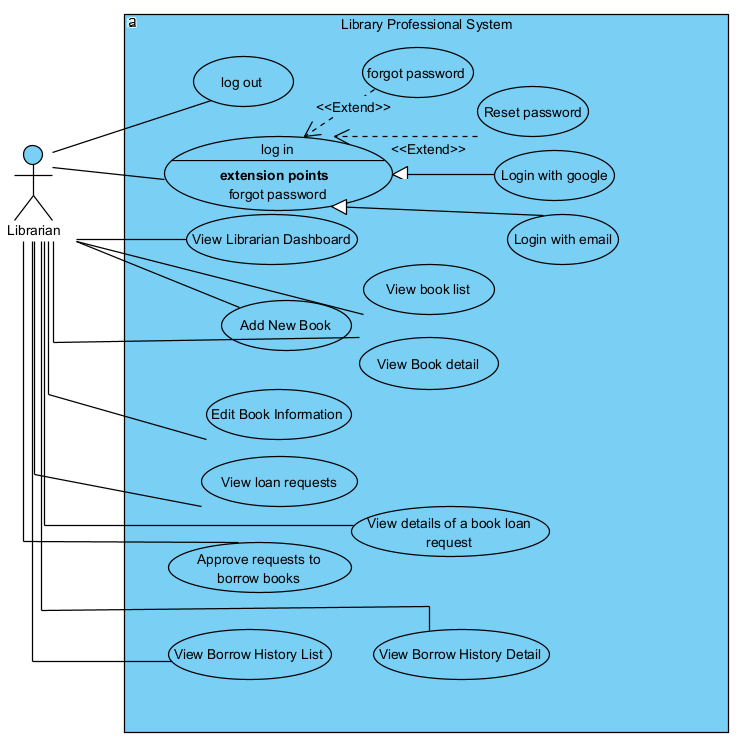 a
Library Professional System
log out
forgot password
<<Extend>>
Reset password
<<Extend>>
log in
extension points
forgot password
Login with google
Librarian
View Librarian Dashboard
Login with email
View book list
Add New Book
View Book detail
Edit Book Information
View loan requests
View details of a book loan
request
Approve requests to
borrow books
View Borrow History List
View Borrow History Detail